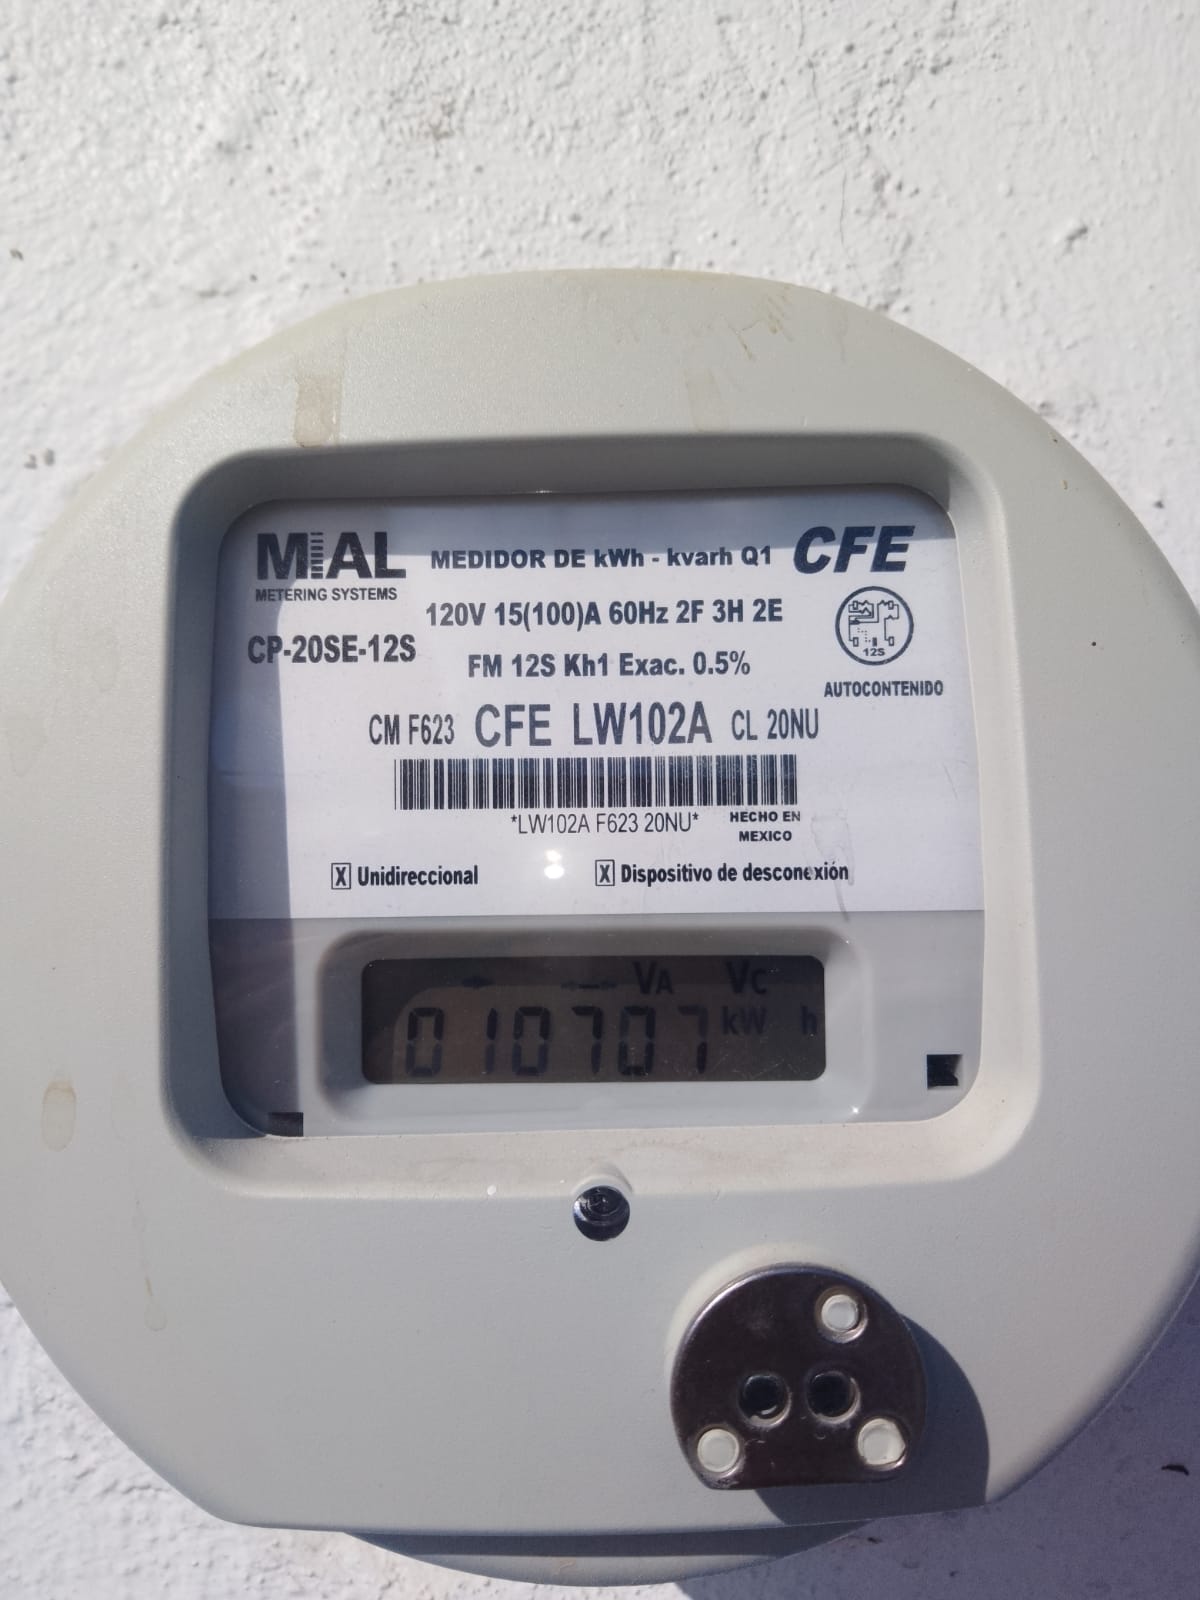 MIAL
METERING SYSTEMS
MEDIDOR DE kWh - kvarh Q1
CFE
120V 15(100)A 60Hz 2F 3H 2E
CP-20SE-12S
FM 12S Kh1 Exac. 0.5%
12S
AUTOCONTENIDO
CM F623 CFE LW102A CL 20NU
*LW102A F623 20NU*
HECHO EN
MEXICO
X Unidireccional
X Dispositivo de desconexión
VA VC
010707 kW h